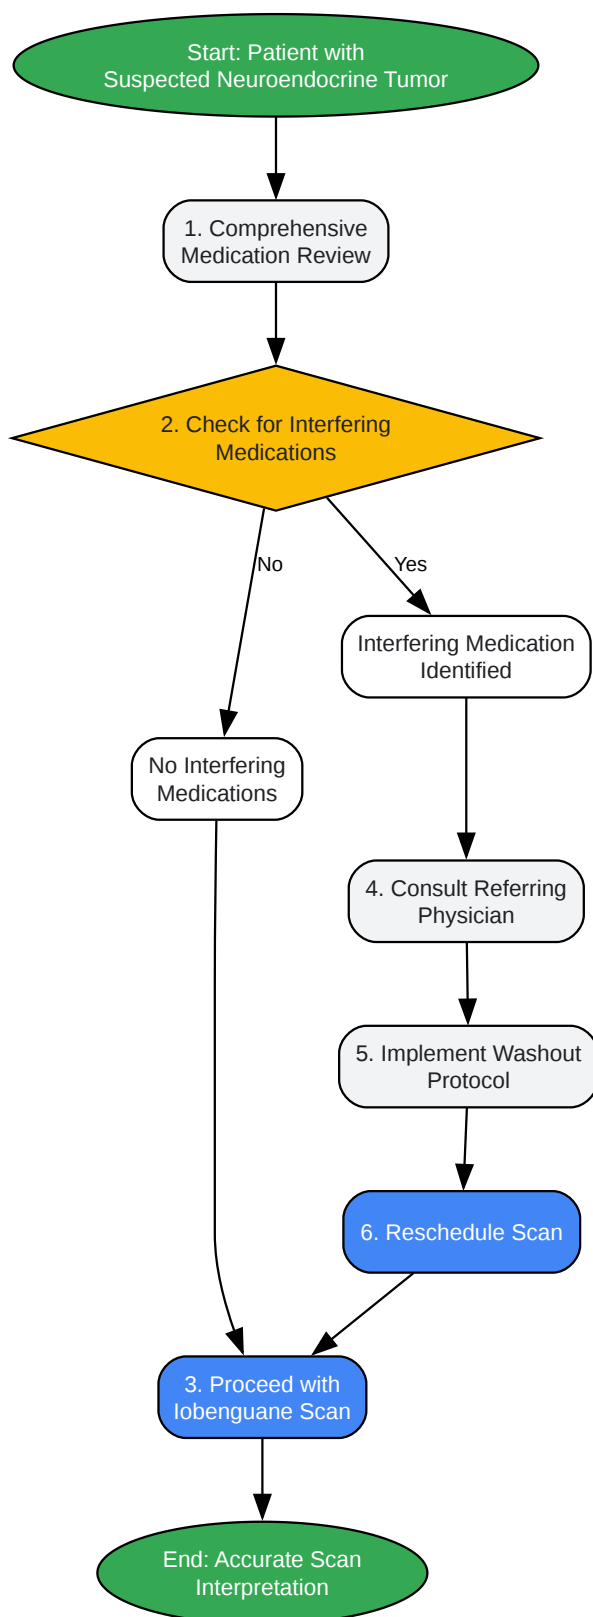 Start: Patient with
Suspected Neuroendocrine Tumor
1. Comprehensive
Medication Review
2. Check for Interfering
Medications
No
Yes
Interfering Medication
Identified
No Interfering
Medications
4. Consult Referring
Physician
5. Implement Washout
Protocol
6. Reschedule Scan
3. Proceed with
Iobenguane Scan
End: Accurate Scan
Interpretation